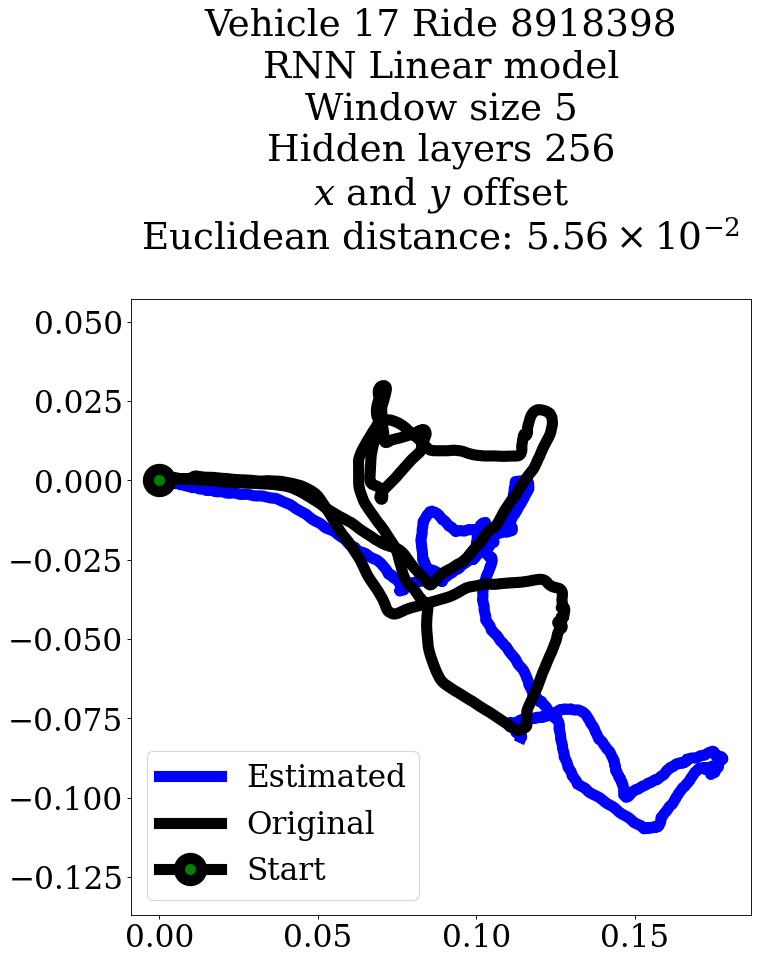 Vehicle 17 Ride 8918398
RNN Linear model
Window size 5
Hidden layers 256
x and y offset
Euclidean distance: 5.56 × 10⁻²
0.050
0.025
0.000
−0.025
−0.050
−0.075
−0.100
−0.125
Estimated
Original
Start
0.00 0.05 0.10 0.15